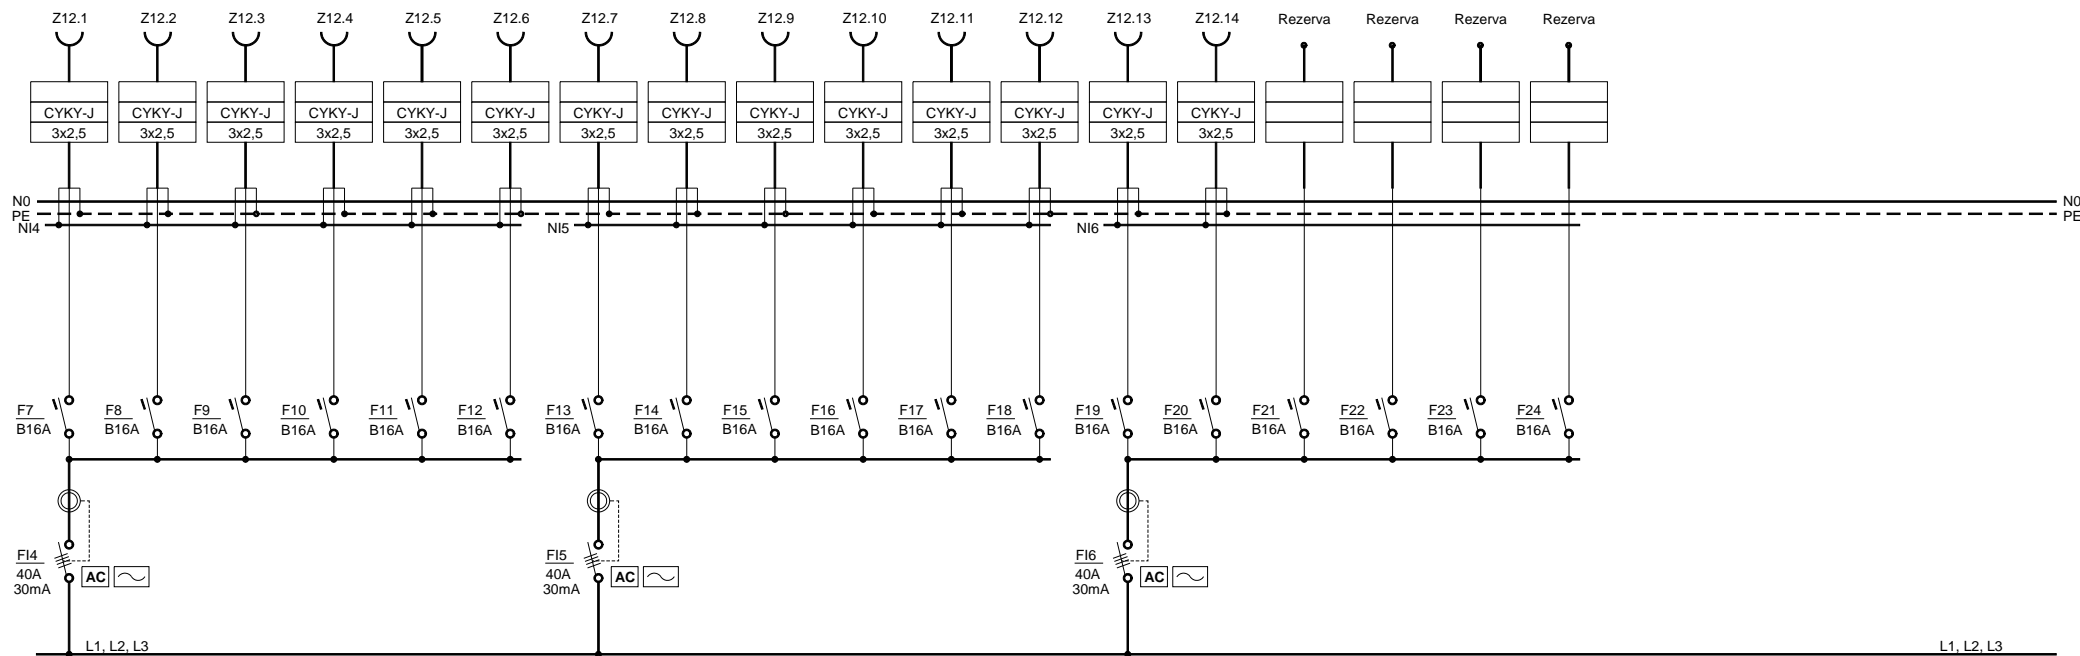 Z12.1 Z12.2 Z12.3 Z12.4 Z12.5 Z12.6 Z12.7 Z12.8 Z12.9 Z12.10 Z12.11 Z12.12 Z12.13 Z12.14 Rezerva Rezerva Rezerva Rezerva
CYKY-J CYKY-J CYKY-J CYKY-J CYKY-J CYKY-J CYKY-J CYKY-J CYKY-J CYKY-J CYKY-J CYKY-J CYKY-J CYKY-J
3x2,5 3x2,5 3x2,5 3x2,5 3x2,5 3x2,5 3x2,5 3x2,5 3x2,5 3x2,5 3x2,5 3x2,5 3x2,5 3x2,5
N0 N0
PE PE
NI4 NI5 NI6
F7 F8 F9 F10 F11 F12 F13 F14 F15 F16 F17 F18 F19 F20 F21 F22 F23 F24
B16A B16A B16A B16A B16A B16A B16A B16A B16A B16A B16A B16A B16A B16A B16A B16A B16A B16A
FI4 FI5 FI6
40A AC 40A AC 40A AC
30mA 30mA 30mA
L1, L2, L3 L1, L2, L3